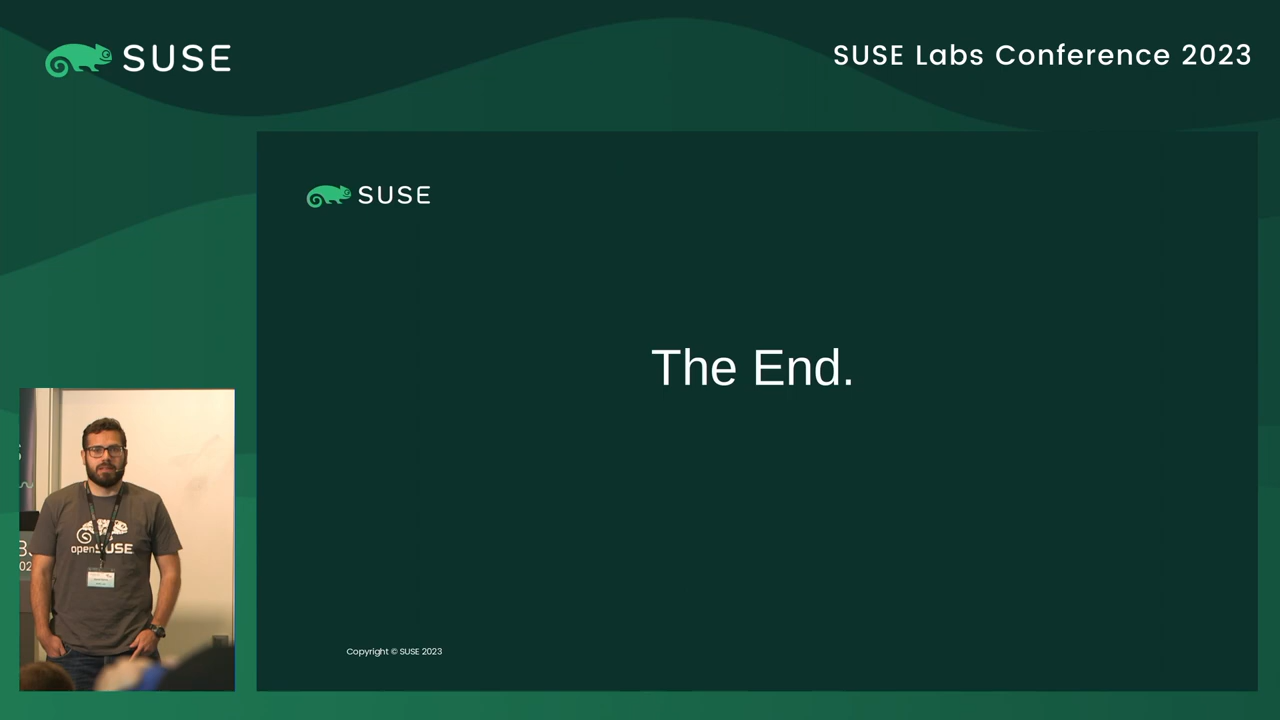 SUSE
SUSE Labs Conference 2023
SUSE
The End.
openSUSE
Copyright © SUSE 2023